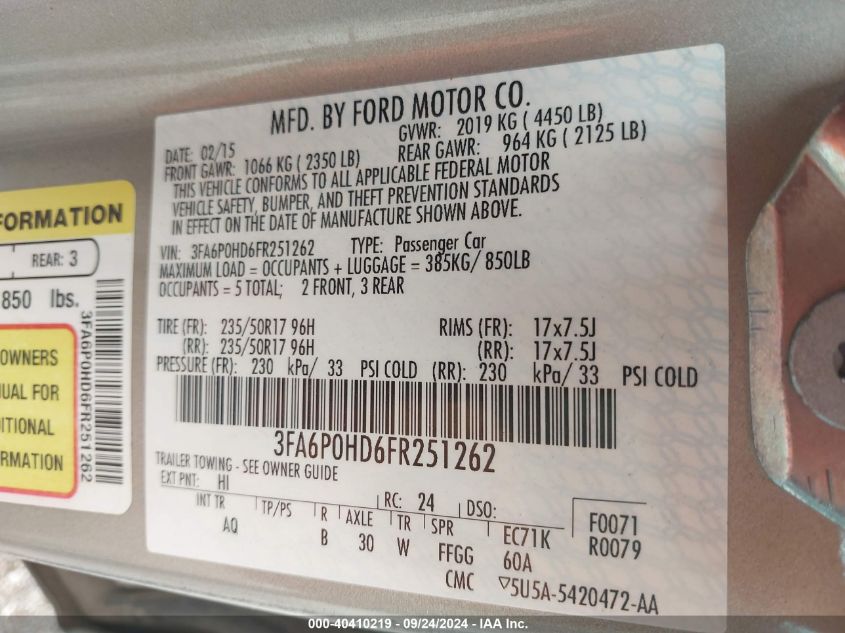 MFD. BY FORD MOTOR CO.
DATE: 02/15 GVWR: 2019 KG ( 4450 LB)
FRONT GAWR: 1066 KG ( 2350 LB) REAR GAWR: 964 KG ( 2125 LB)
THIS VEHICLE CONFORMS TO ALL APPLICABLE FEDERAL MOTOR
VEHICLE SAFETY, BUMPER, AND THEFT PREVENTION STANDARDS
IN EFFECT ON THE DATE OF MANUFACTURE SHOWN ABOVE.
VIN: 3FA6P0HD6FR251262 TYPE: Passenger Car
MAXIMUM LOAD = OCCUPANTS + LUGGAGE = 385KG/ 850LB
OCCUPANTS = 5 TOTAL; 2 FRONT, 3 REAR
TIRE (FR): 235/50R17 96H RIMS (FR): 17x7.5J
(RR): 235/50R17 96H (RR): 17x7.5J
PRESSURE (FR): 230 kPa/ 33 PSI COLD (RR): 230 kPa/ 33 PSI COLD
3FA6P0HD6FR251262
TRAILER TOWING - SEE OWNER GUIDE
EXT PNT: HI RC: 24 DSO:
INT TR TP/PS R AXLE TR SPR EC71K F0071
AQ B 30 W FFGG 60A R0079
CMC ▽5U5A-5420472-AA
FORMATION
REAR: 3
850 lbs.
OWNERS
UAL FOR
ITIONAL
RMATION
3FA6P0HD6FR251262
000-40410219 - 09/24/2024 - IAAI.com